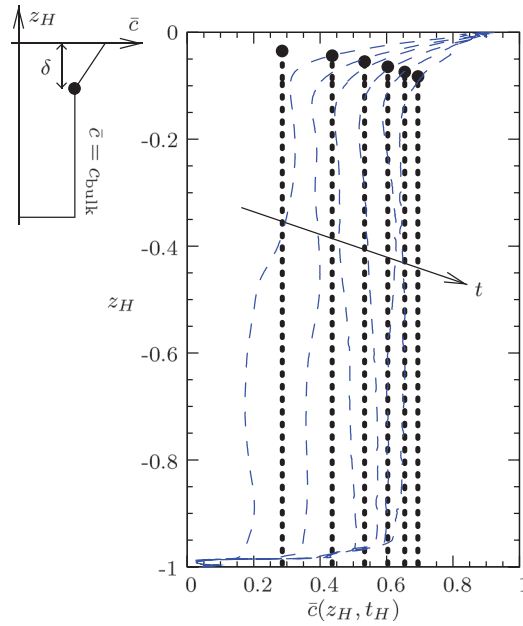 z_H
c̄
δ
c̄ = c_bulk
0
-0.2
-0.4
-0.6
-0.8
-1
z_H
t
0 0.2 0.4 0.6 0.8 1
c̄(z_H, t_H)